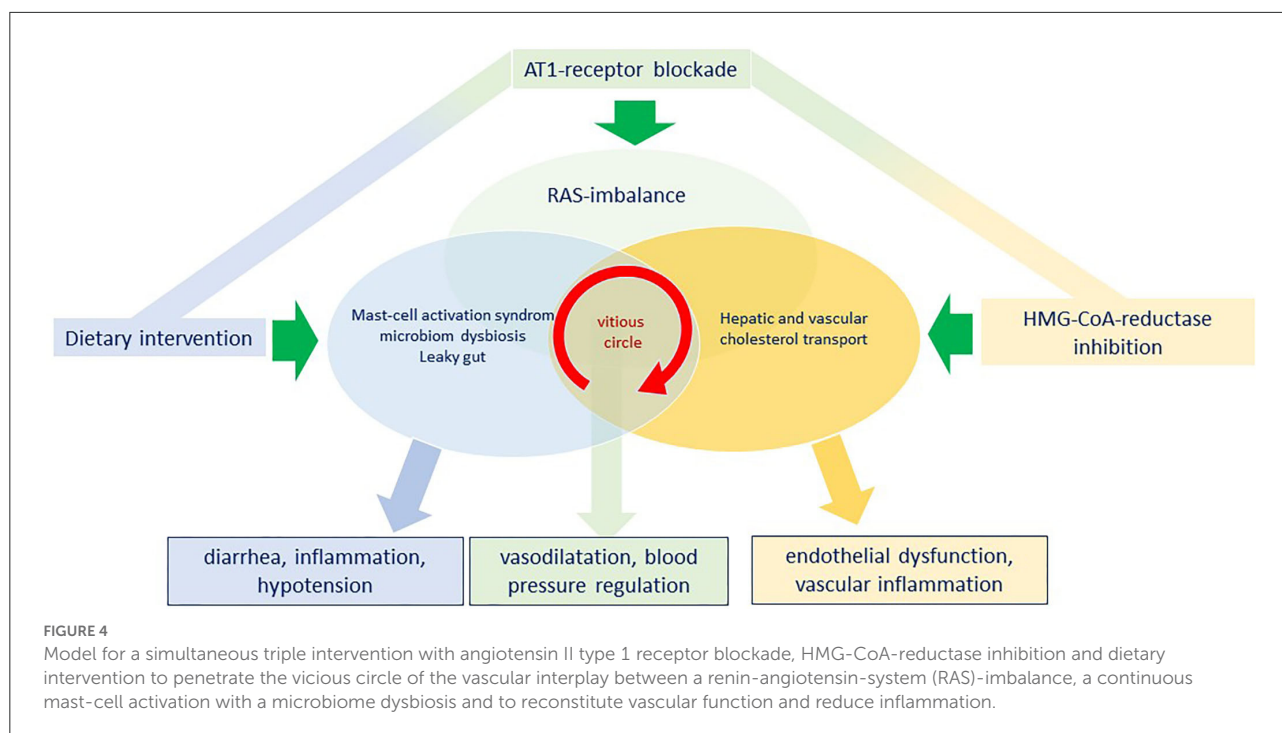 AT1-receptor blockade
RAS-imbalance
Dietary intervention
Mast-cell activation syndrom
microbiom dysbiosis
Leaky gut
vitious
circle
Hepatic and vascular
cholesterol transport
HMG-CoA-reductase
inhibition
diarrhea, inflammation,
hypotension
vasodilatation, blood
pressure regulation
endothelial dysfunction,
vascular inflammation
FIGURE 4
Model for a simultaneous triple intervention with angiotensin II type 1 receptor blockade, HMG-CoA-reductase inhibition and dietary
intervention to penetrate the vicious circle of the vascular interplay between a renin-angiotensin-system (RAS)-imbalance, a continuous
mast-cell activation with a microbiome dysbiosis and to reconstitute vascular function and reduce inflammation.